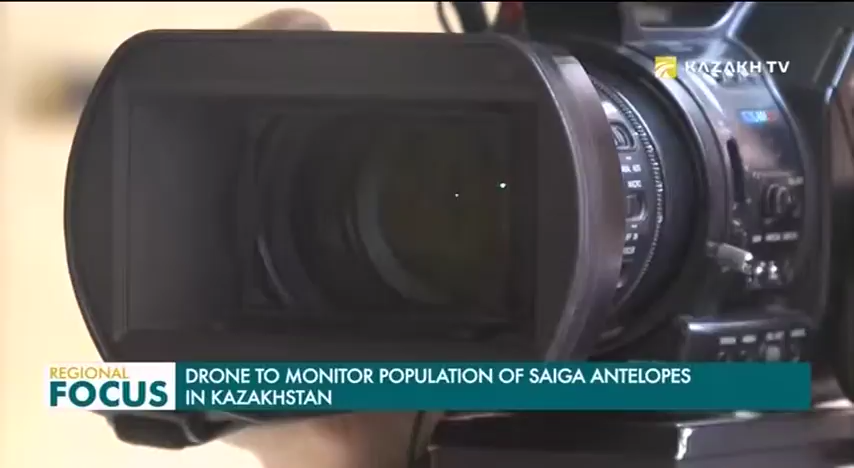 KAZAKH TV
REGIONAL
FOCUS
DRONE TO MONITOR POPULATION OF SAIGA ANTELOPES
IN KAZAKHSTAN